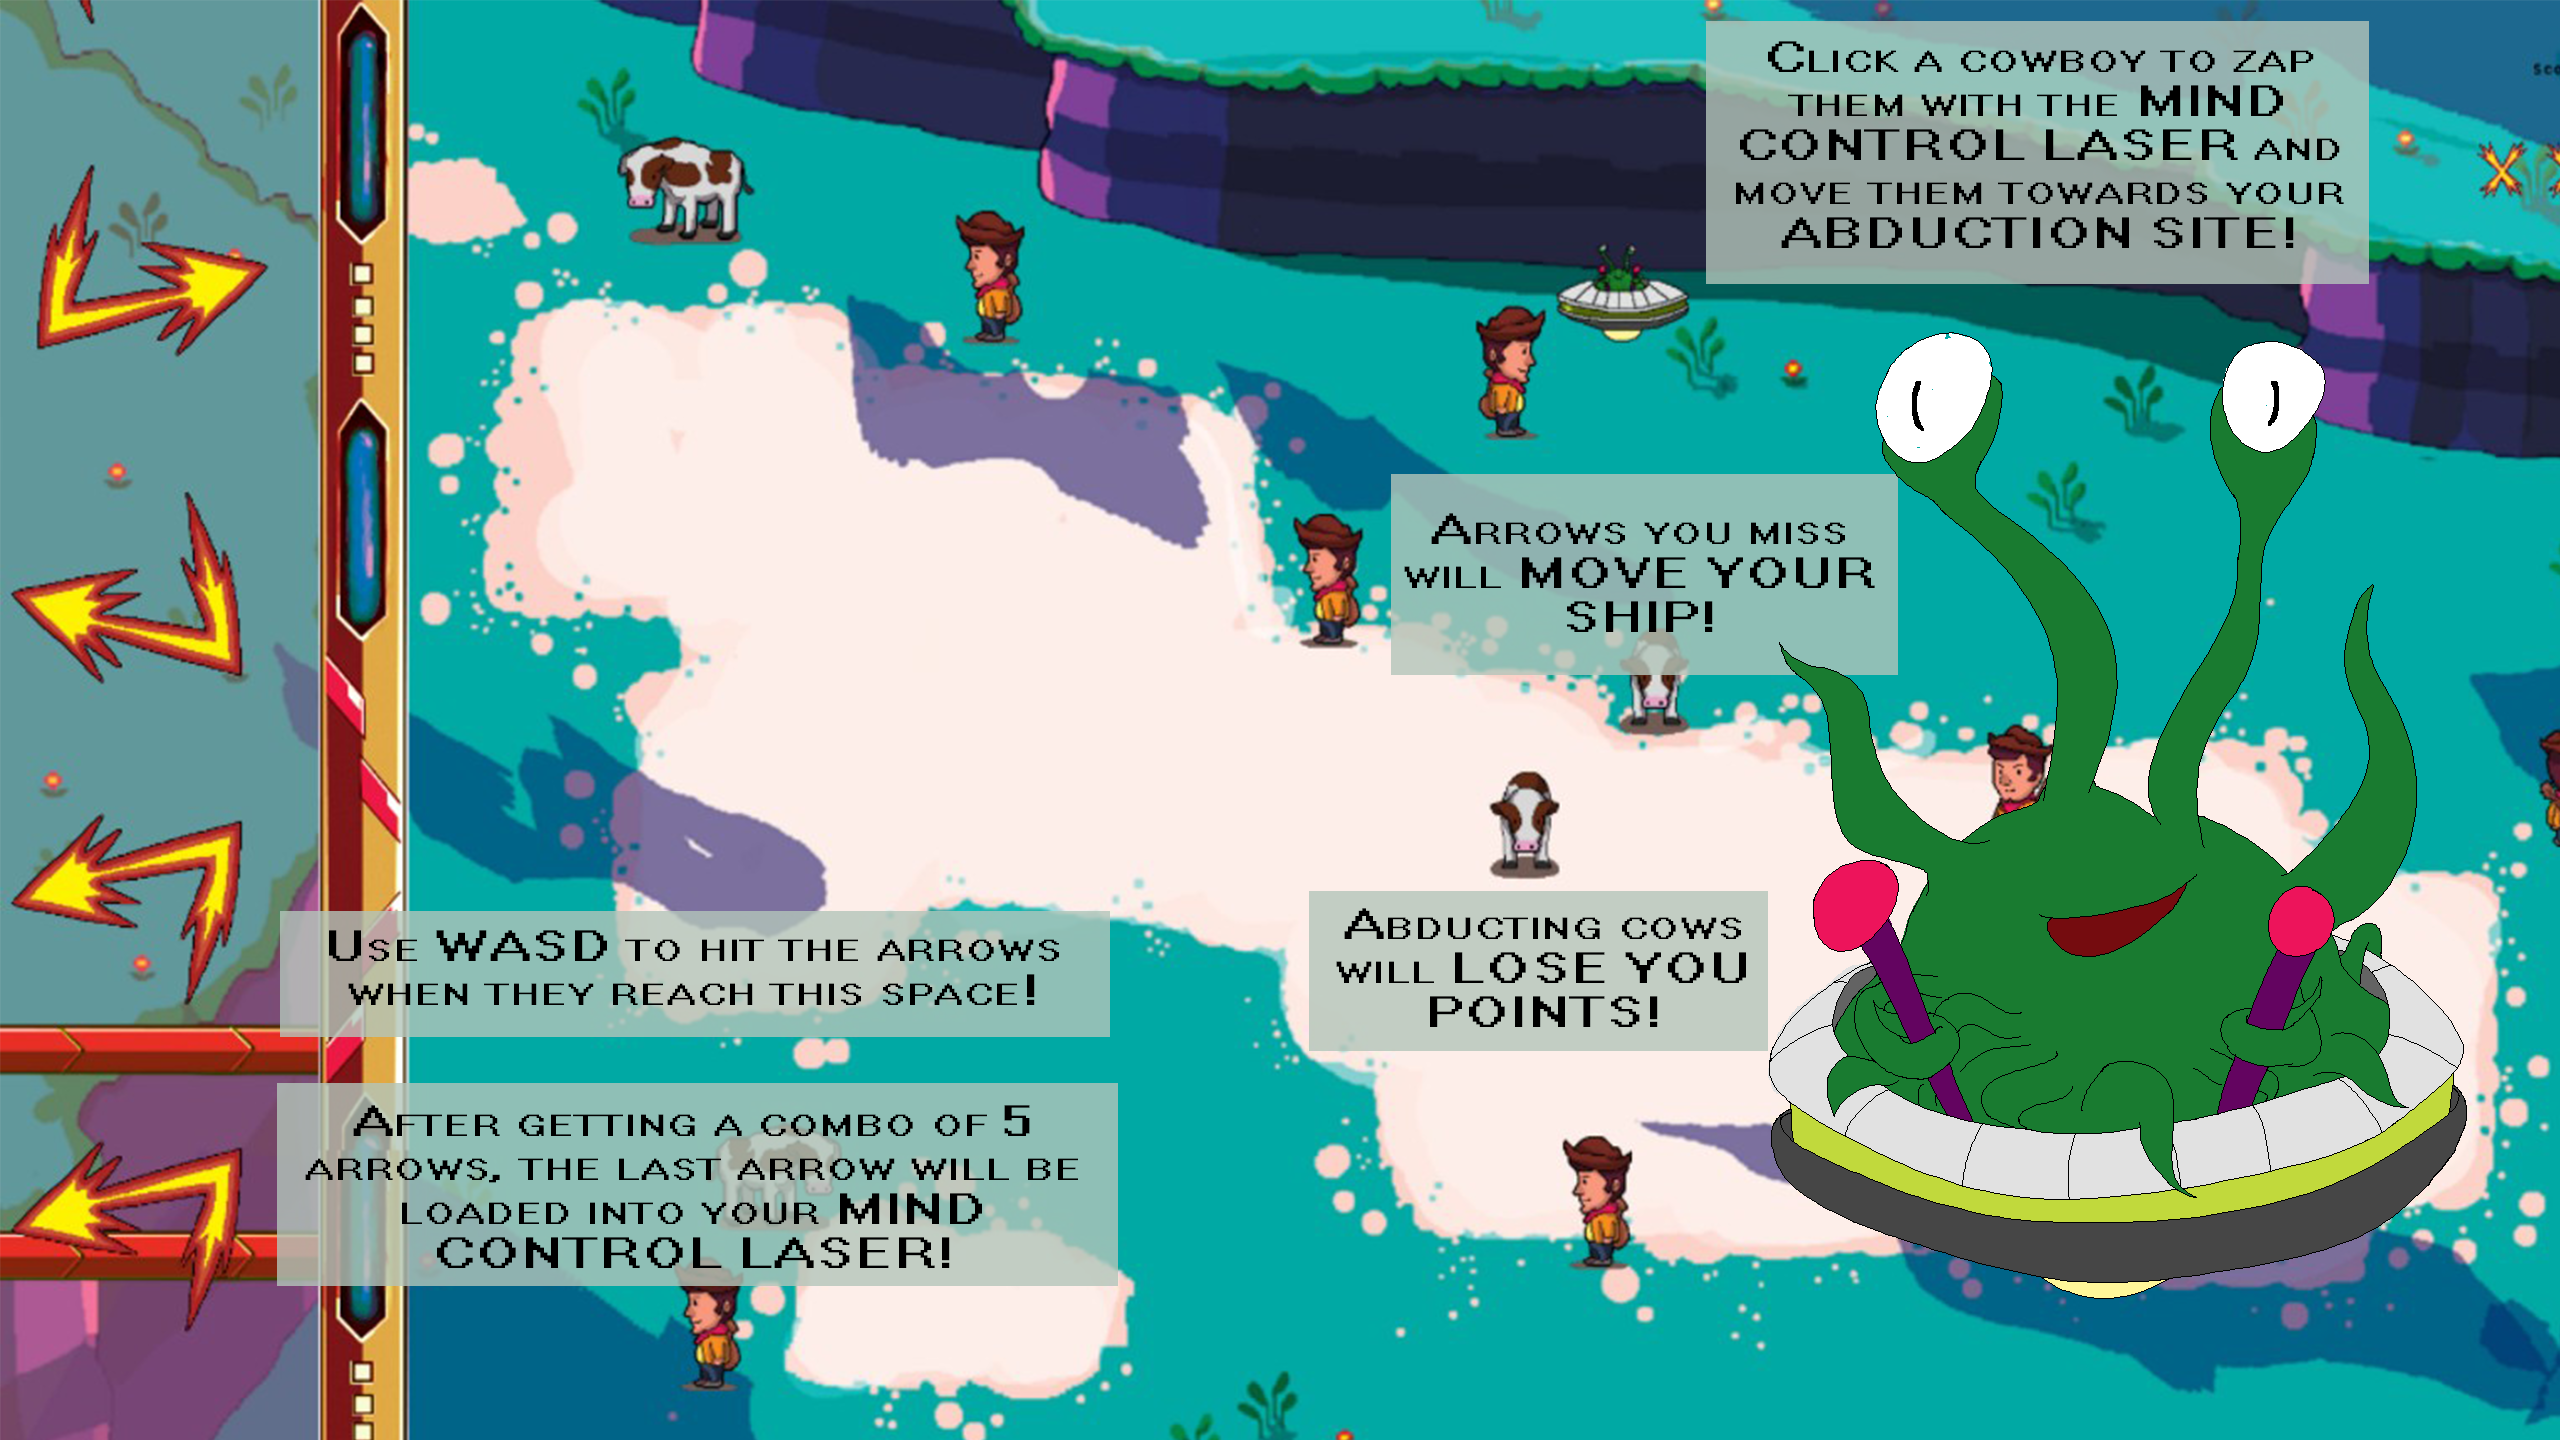 Click a cowboy to zap
them with the MIND
CONTROL LASER and
move them towards your
ABDUCTION SITE!
Arrows you miss
will MOVE YOUR
SHIP!
Abducting cows
will LOSE YOU
POINTS!
Use WASD to hit the arrows
when they reach this space!
After getting a combo of 5
arrows, the last arrow will be
loaded into your MIND
CONTROL LASER!